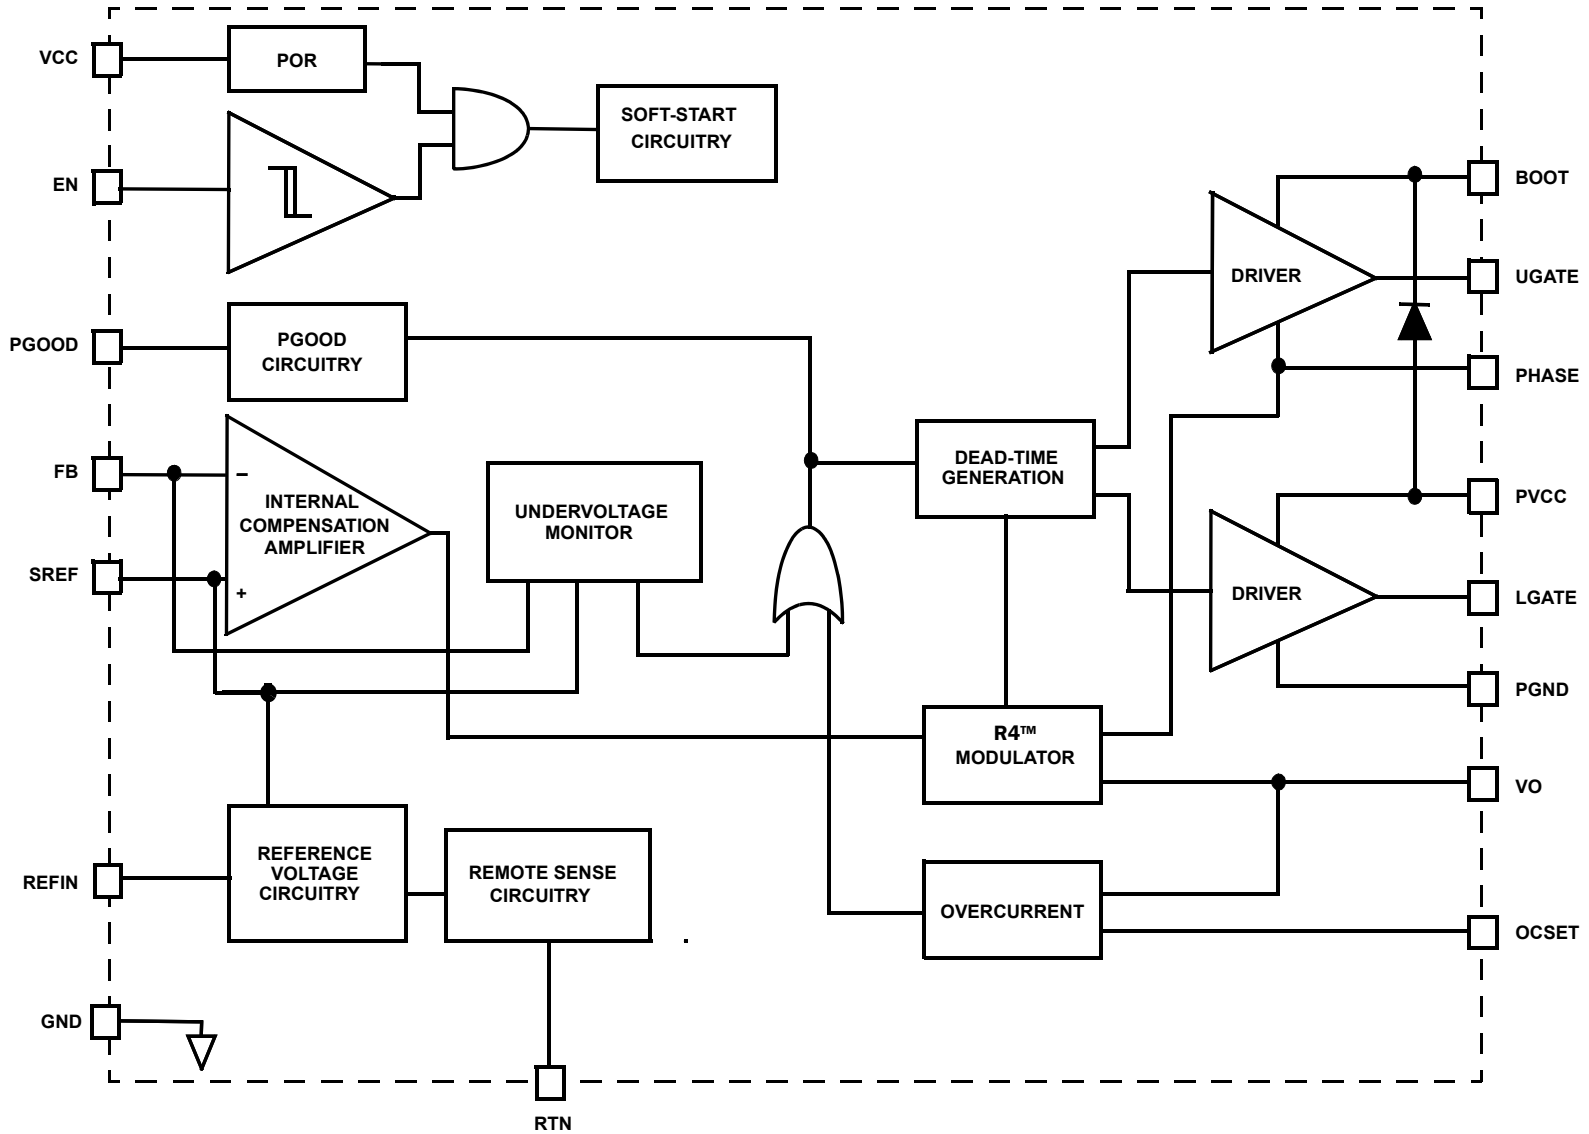 VCC
POR
SOFT-START
CIRCUITRY
EN
BOOT
DRIVER
UGATE
PGOOD
PGOOD
CIRCUITRY
PHASE
FB
−
INTERNAL
COMPENSATION
AMPLIFIER
+
SREF
UNDERVOLTAGE
MONITOR
DEAD-TIME
GENERATION
PVCC
DRIVER
LGATE
PGND
R4™
MODULATOR
VO
REFERENCE
VOLTAGE
CIRCUITRY
REMOTE SENSE
CIRCUITRY
REFIN
OVERCURRENT
OCSET
GND
RTN